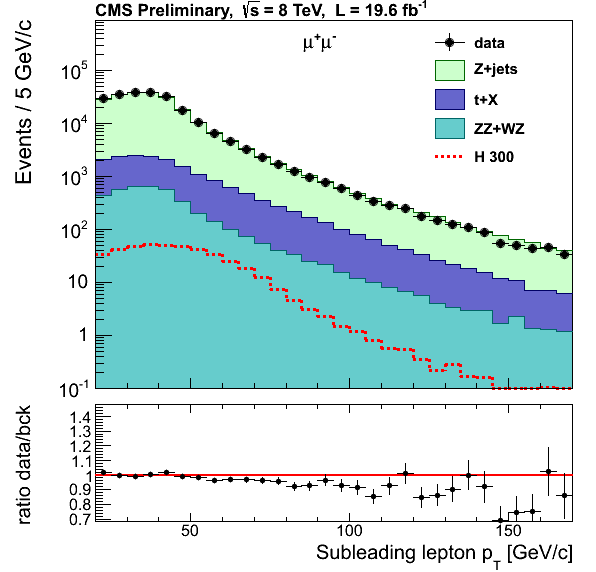 CMS Preliminary, √s = 8 TeV, L = 19.6 fb⁻¹
μ⁺μ⁻
data
Z+jets
t+X
ZZ+WZ
H 300
Events / 5 GeV/c
10⁵
10⁴
10³
10²
10
1
10⁻¹
ratio data/bck
1.4
1.3
1.2
1.1
1
0.9
0.8
0.7
50
100
150
Subleading lepton p_T [GeV/c]